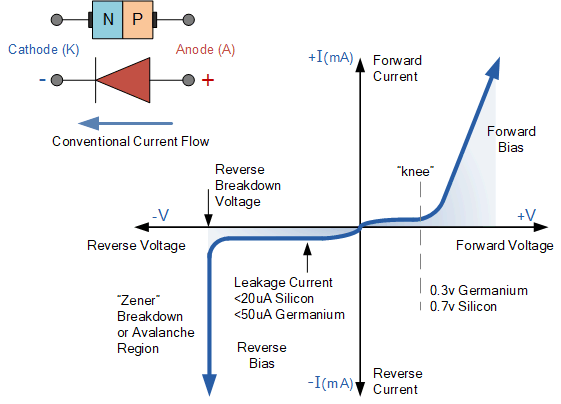 N P
Cathode (K)
Anode (A)
- +
Conventional Current Flow
+I(mA)
Forward
Current
Forward
Bias
"knee"
Reverse
Breakdown
Voltage
-V
+V
Reverse Voltage
Forward Voltage
Leakage Current
<20uA Silicon
<50uA Germanium
0.3v Germanium
0.7v Silicon
"Zener"
Breakdown
or Avalanche
Region
Reverse
Bias
-I(mA)
Reverse
Current